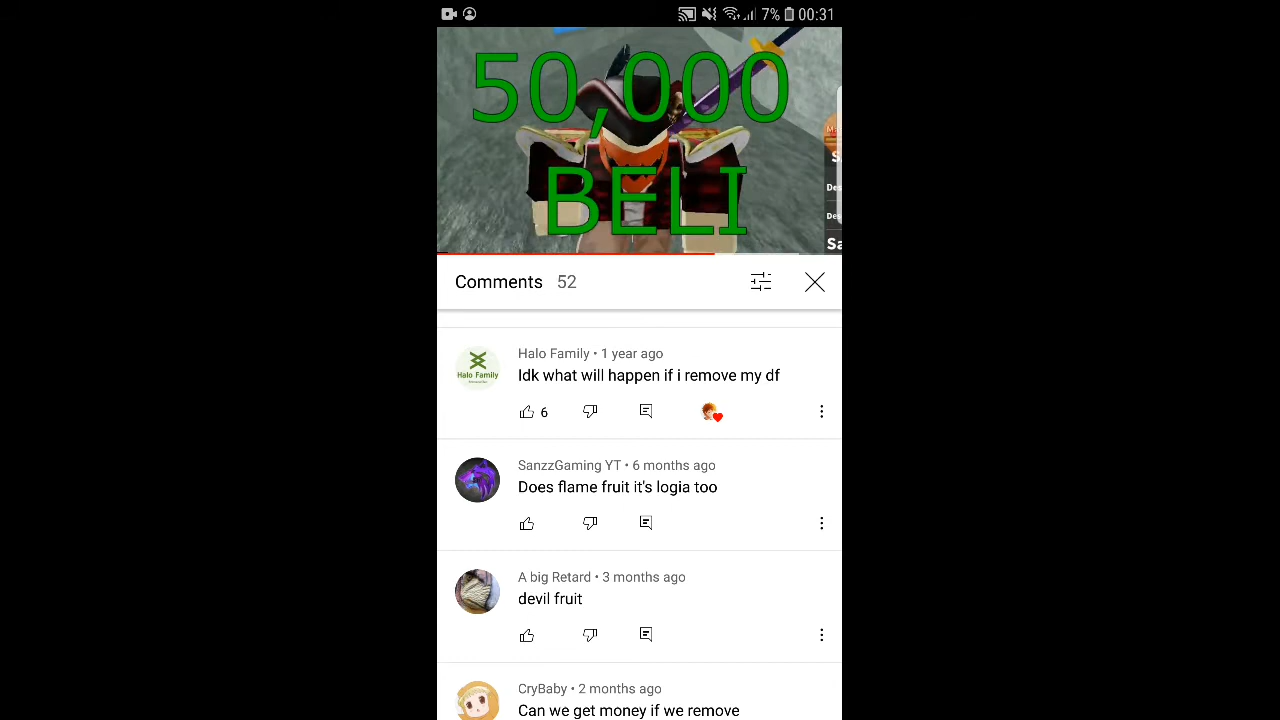 7% 00:31
50,000
BELI
Comments 52
Halo Family • 1 year ago
Halo Family
Idk what will happen if i remove my df
6
SanzzGaming YT • 6 months ago
Does flame fruit it's logia too
A big Retard • 3 months ago
devil fruit
CryBaby • 2 months ago
Can we get money if we remove